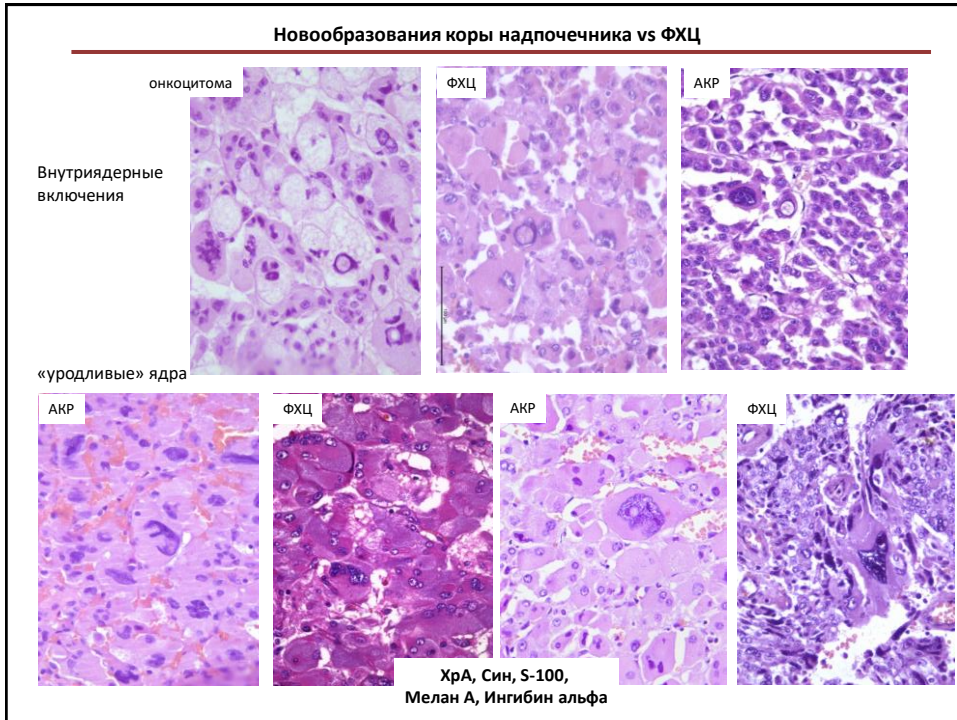 Новообразования коры надпочечника vs ФХЦ
онкоцитома
ФХЦ
АКР
Внутриядерные
включения
«уродливые» ядра
АКР
ФХЦ
АКР
ФХЦ
ХрА, Син, S-100,
Мелан А, Ингибин альфа